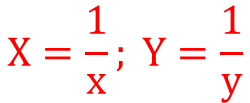 X = 1/x ; Y = 1/y